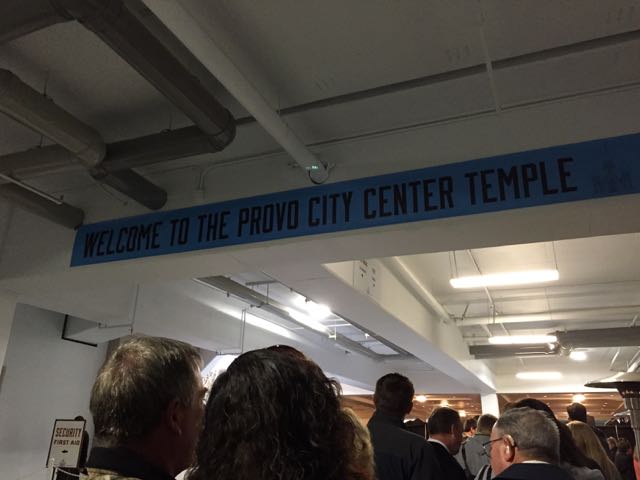 WELCOME TO THE PROVO CITY CENTER TEMPLE
SECURITY
FIRST AID